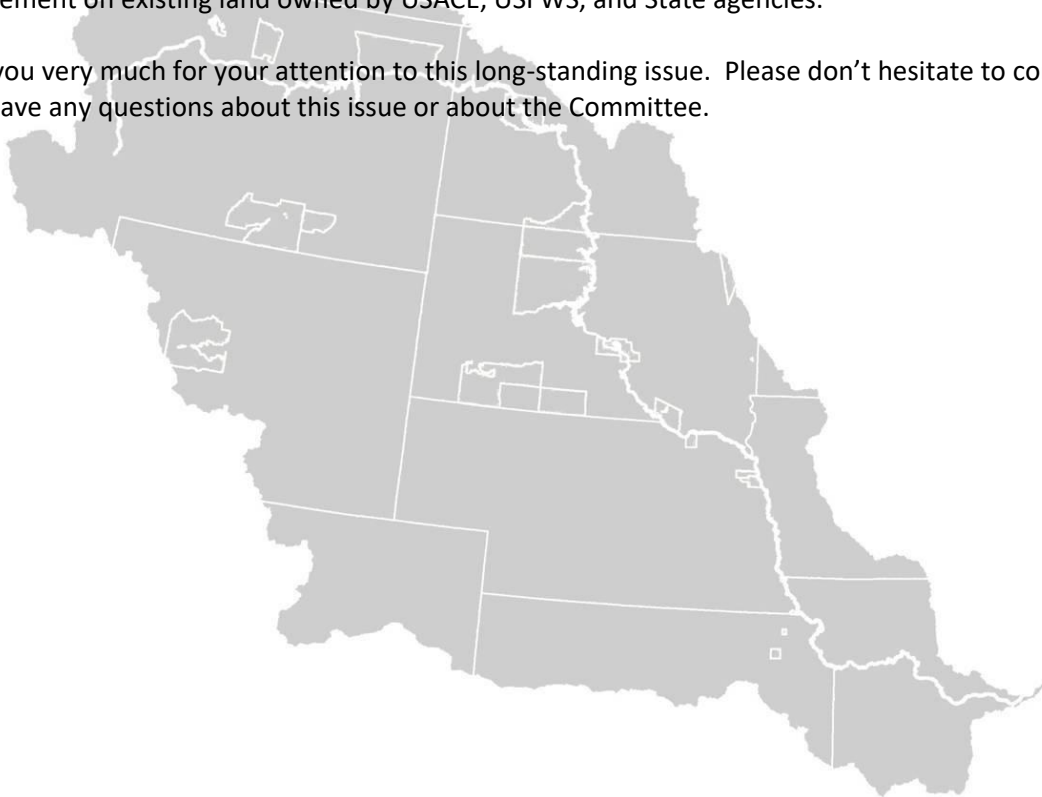 ement on existing land owned by USACE, USFWS, and State agencies.
you very much for your attention to this long-standing issue.  Please don’t hesitate to co
ave any questions about this issue or about the Committee.